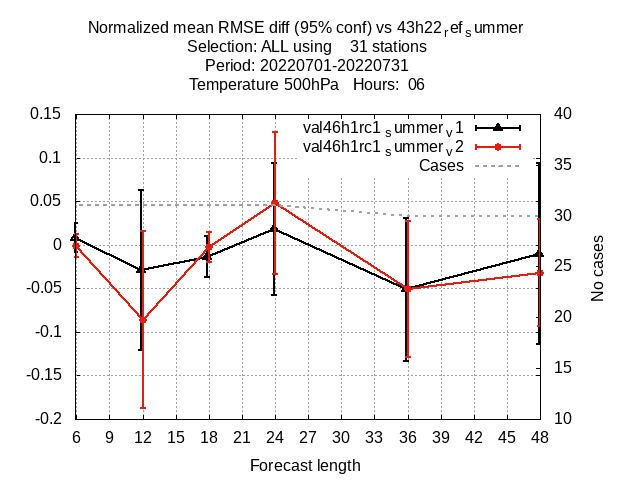 Normalized mean RMSE diff (95% conf) vs 43h22refsummer
Selection: ALL using    31 stations
Period: 20220701-20220731
Temperature 500hPa   Hours:  06
val46h1rc1summerv1
val46h1rc1summerv2
Cases
0.15
0.1
0.05
0
-0.05
-0.1
-0.15
-0.2
40
35
30
25
20
15
10
No cases
6 9 12 15 18 21 24 27 30 33 36 39 42 45 48
Forecast length